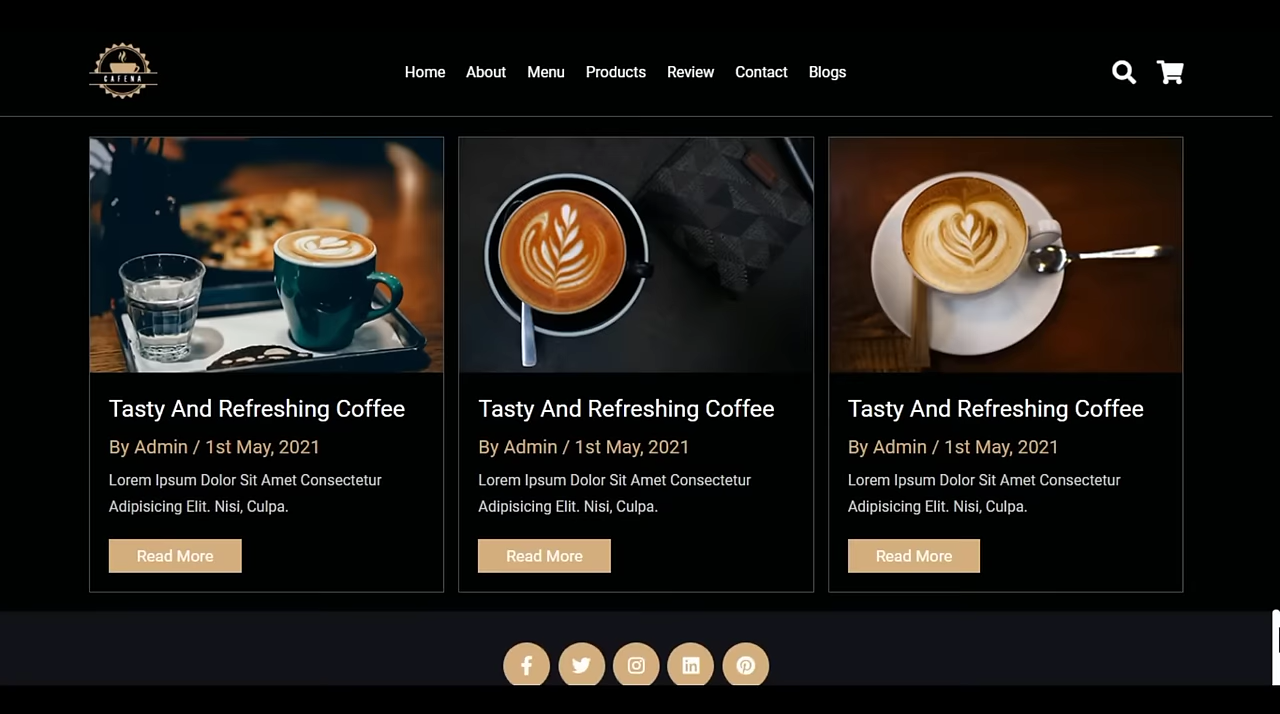 CAFENA
Home About Menu Products Review Contact Blogs
Tasty And Refreshing Coffee
By Admin / 1st May, 2021
Lorem Ipsum Dolor Sit Amet Consectetur
Adipisicing Elit. Nisi, Culpa.
Read More
Tasty And Refreshing Coffee
By Admin / 1st May, 2021
Lorem Ipsum Dolor Sit Amet Consectetur
Adipisicing Elit. Nisi, Culpa.
Read More
Tasty And Refreshing Coffee
By Admin / 1st May, 2021
Lorem Ipsum Dolor Sit Amet Consectetur
Adipisicing Elit. Nisi, Culpa.
Read More